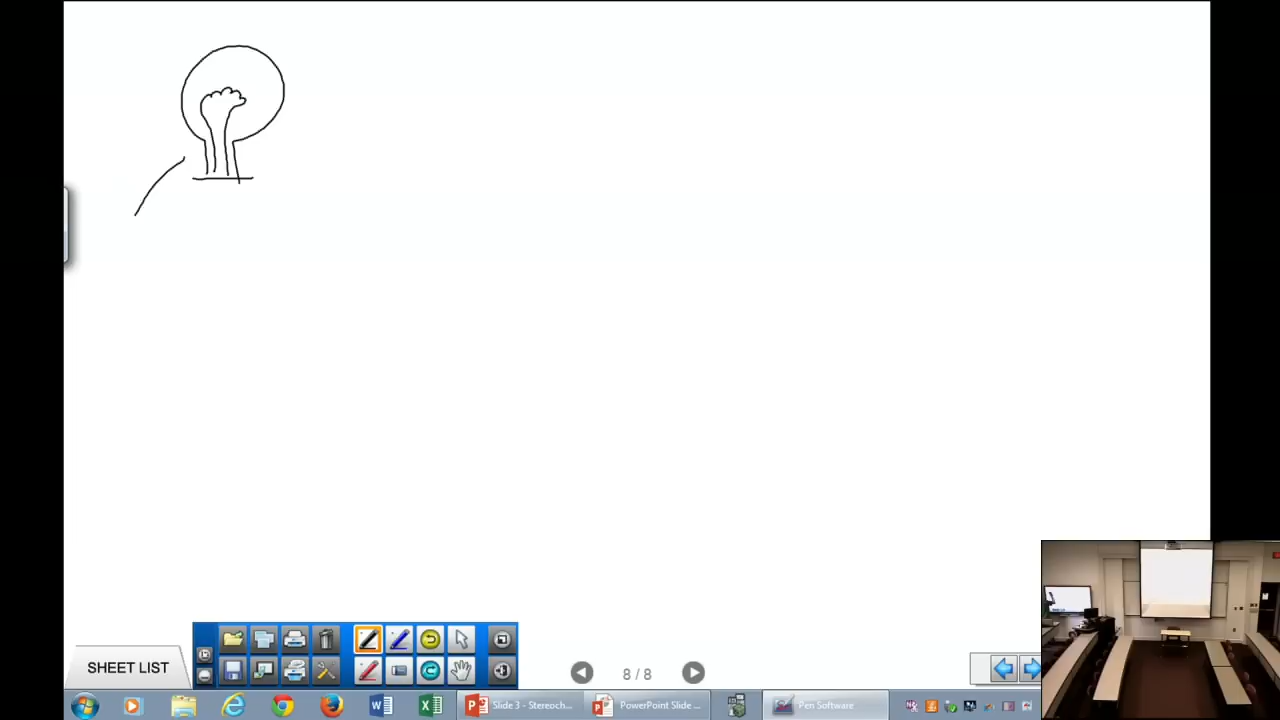 8 / 8
SHEET LIST
Slide 3 - Stereoch...
PowerPoint Slide ...
Pen Software